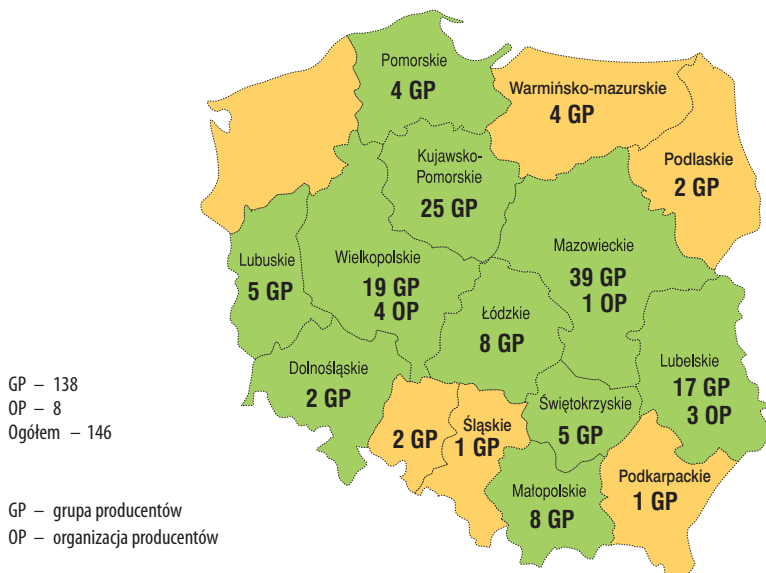 Pomorskie
4 GP
Warmińsko-mazurskie
4 GP
Podlaskie
2 GP
Kujawsko-
Pomorskie
25 GP
Mazowieckie
39 GP
1 OP
Lubuskie
5 GP
Wielkopolskie
19 GP
4 OP
Łódzkie
8 GP
Lubelskie
17 GP
3 OP
Dolnośląskie
2 GP
2 GP
Śląskie
1 GP
Świętokrzyskie
5 GP
Małopolskie
8 GP
Podkarpackie
1 GP
GP – 138
OP – 8
Ogółem – 146
GP – grupa producentów
OP – organizacja producentów